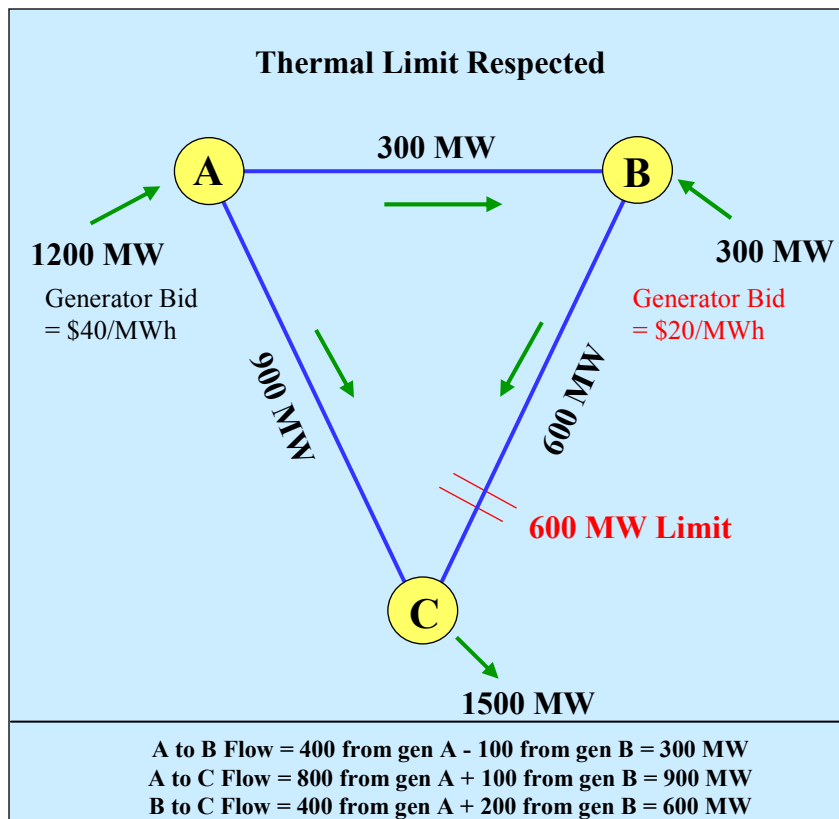 Thermal Limit Respected
300 MW
A
B
1200 MW
300 MW
Generator Bid
= $40/MWh
Generator Bid
= $20/MWh
900 MW
600 MW
600 MW Limit
C
1500 MW
A to B Flow = 400 from gen A - 100 from gen B = 300 MW
A to C Flow = 800 from gen A + 100 from gen B = 900 MW
B to C Flow = 400 from gen A + 200 from gen B = 600 MW